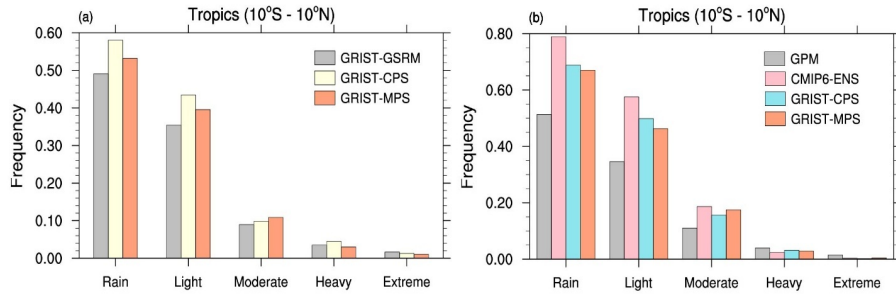 (a) Tropics (10°S - 10°N)
Frequency
0.60
0.50
0.40
0.30
0.20
0.10
0.00
GRIST-GSRM
GRIST-CPS
GRIST-MPS
Rain Light Moderate Heavy Extreme
(b) Tropics (10°S - 10°N)
Frequency
0.80
0.60
0.40
0.20
0.00
GPM
CMIP6-ENS
GRIST-CPS
GRIST-MPS
Rain Light Moderate Heavy Extreme